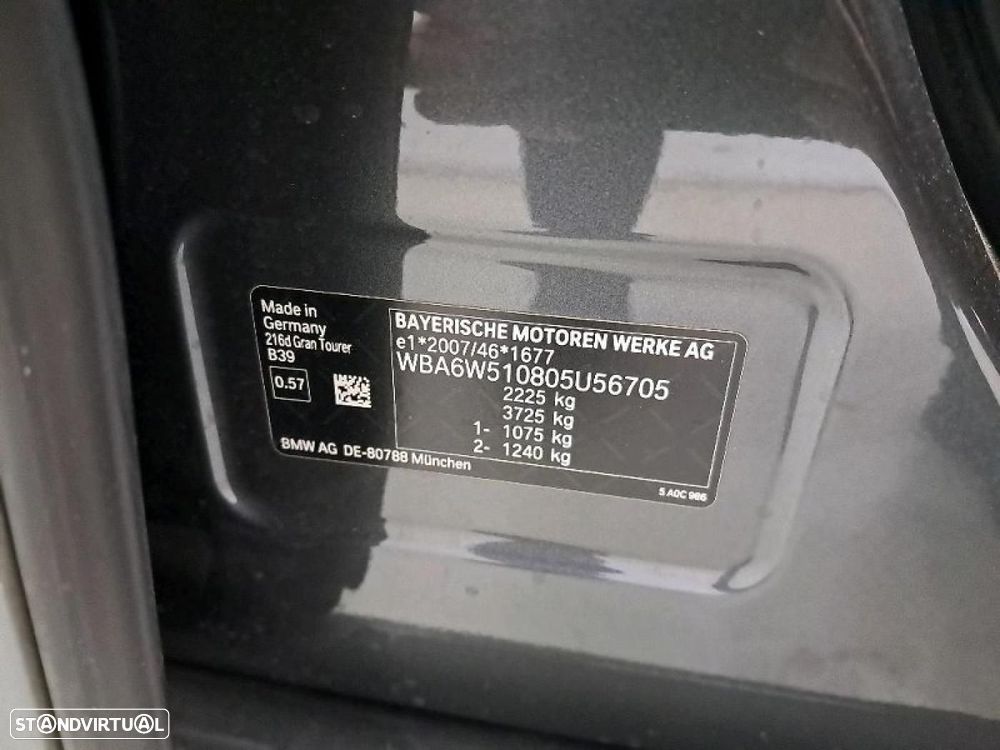 Made in
Germany
216d Gran Tourer
B39
0.57
BAYERISCHE MOTOREN WERKE AG
e1*2007/46*1677
WBA6W510805U56705
2225 kg
3725 kg
1- 1075 kg
2- 1240 kg
BMW AG DE-80788 München
5 A0C 986
STANDVIRTUAL